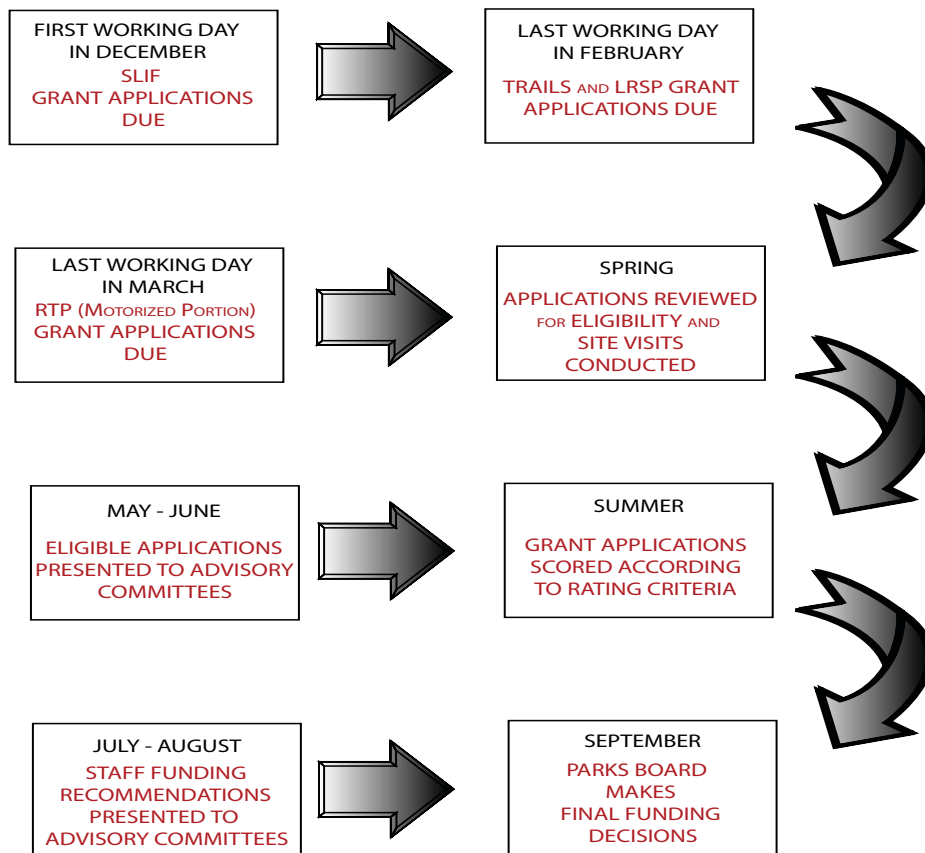 FIRST WORKING DAY
IN DECEMBER
SLIF
GRANT APPLICATIONS
DUE
LAST WORKING DAY
IN FEBRUARY
TRAILS AND LRSP GRANT
APPLICATIONS DUE
LAST WORKING DAY
IN MARCH
RTP (MOTORIZED PORTION)
GRANT APPLICATIONS
DUE
SPRING
APPLICATIONS REVIEWED
FOR ELIGIBILITY AND
SITE VISITS
CONDUCTED
MAY - JUNE
ELIGIBLE APPLICATIONS
PRESENTED TO ADVISORY
COMMITTEES
SUMMER
GRANT APPLICATIONS
SCORED ACCORDING
TO RATING CRITERIA
JULY - AUGUST
STAFF FUNDING
RECOMMENDATIONS
PRESENTED TO
ADVISORY COMMITTEES
SEPTEMBER
PARKS BOARD
MAKES
FINAL FUNDING
DECISIONS